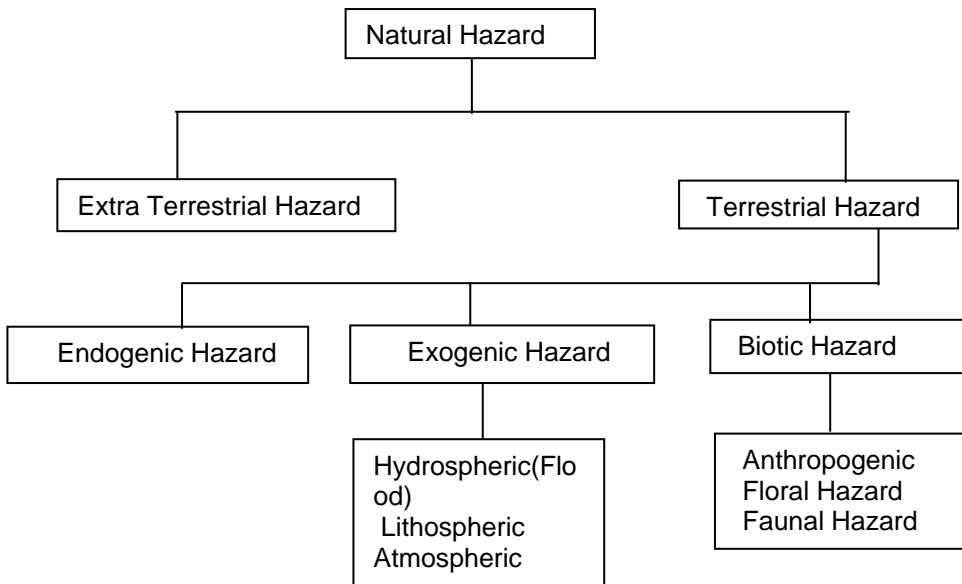 Natural Hazard
Extra Terrestrial Hazard
Terrestrial Hazard
Endogenic Hazard
Exogenic Hazard
Biotic Hazard
Hydrospheric(Flo
od)
Lithospheric
Atmospheric
Anthropogenic
Floral Hazard
Faunal Hazard